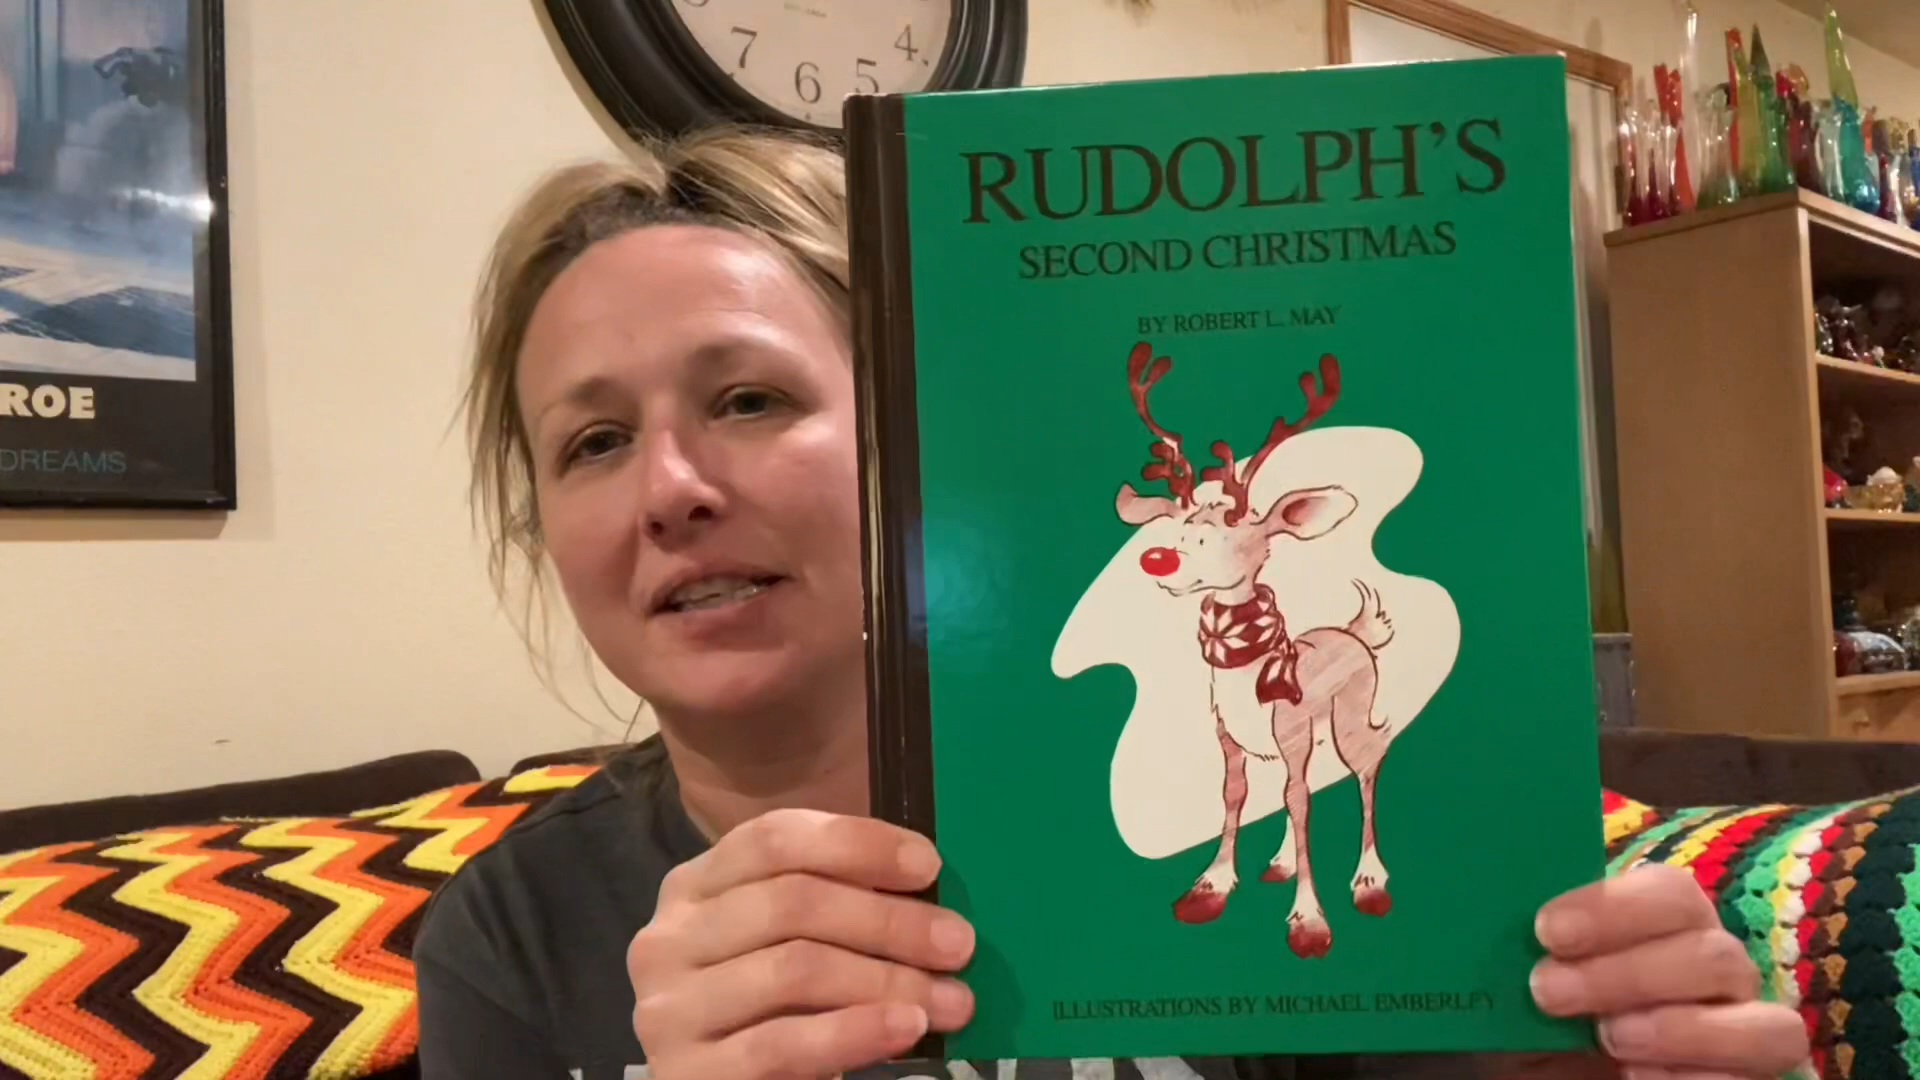 7
6
5
4
ROE
DREAMS
RUDOLPH'S
SECOND CHRISTMAS
BY ROBERT L. MAY
ILLUSTRATIONS BY MICHAEL EMBERLEY